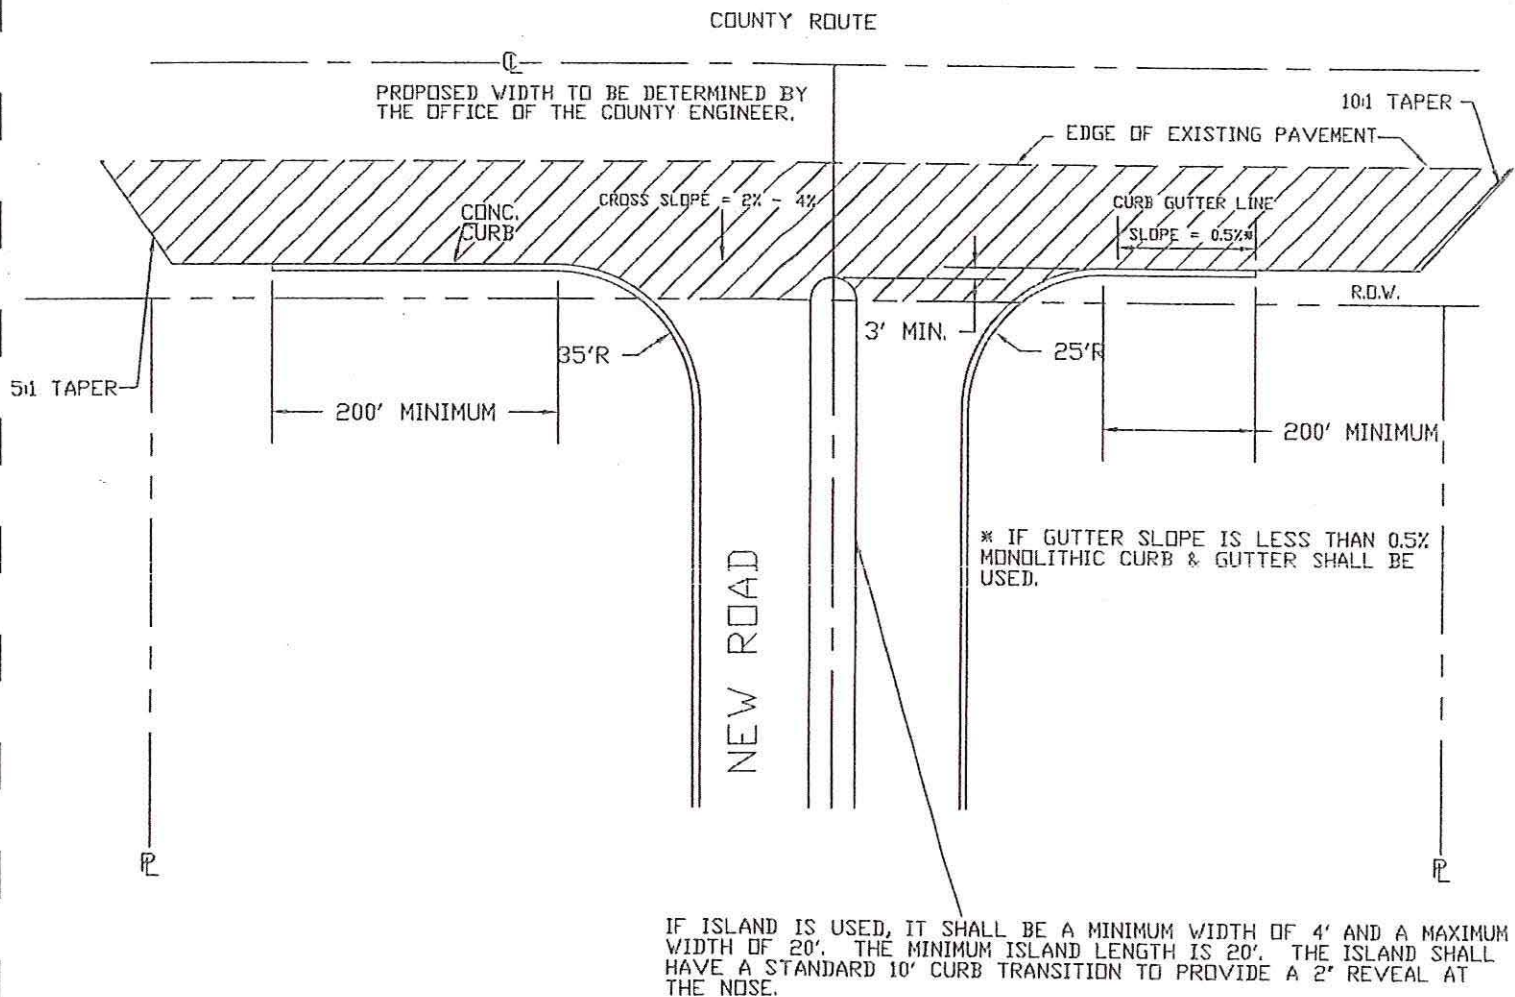 COUNTY ROUTE
℄
PROPOSED WIDTH TO BE DETERMINED BY
THE OFFICE OF THE COUNTY ENGINEER.
10:1 TAPER
EDGE OF EXISTING PAVEMENT
CONC.
CURB
CROSS SLOPE = 2% - 4%
CURB GUTTER LINE
SLOPE = 0.5%*
R.O.W.
3' MIN.
35'R
25'R
5:1 TAPER
200' MINIMUM
200' MINIMUM
* IF GUTTER SLOPE IS LESS THAN 0.5%
MONOLITHIC CURB & GUTTER SHALL BE
USED.
NEW ROAD
PL
PL
IF ISLAND IS USED, IT SHALL BE A MINIMUM WIDTH OF 4' AND A MAXIMUM
WIDTH OF 20'. THE MINIMUM ISLAND LENGTH IS 20'. THE ISLAND SHALL
HAVE A STANDARD 10' CURB TRANSITION TO PROVIDE A 2" REVEAL AT
THE NOSE.